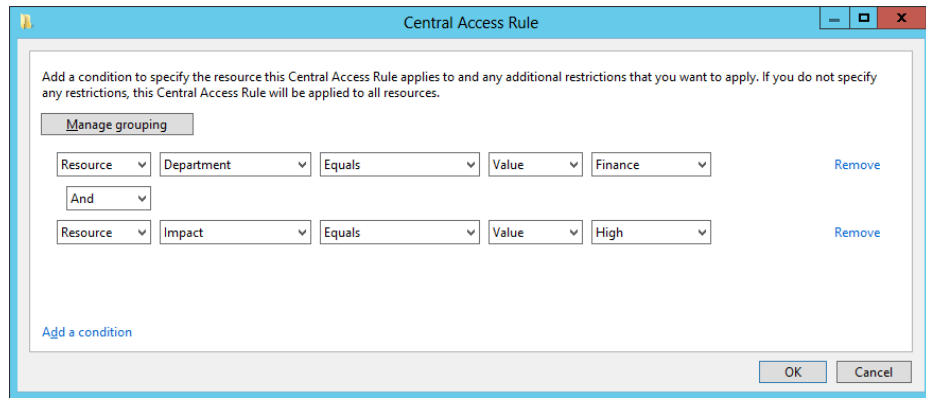 Central Access Rule
Add a condition to specify the resource this Central Access Rule applies to and any additional restrictions that you want to apply. If you do not specify
any restrictions, this Central Access Rule will be applied to all resources.
Manage grouping
Resource Department Equals Value Finance Remove
And
Resource Impact Equals Value High Remove
Add a condition
OK Cancel